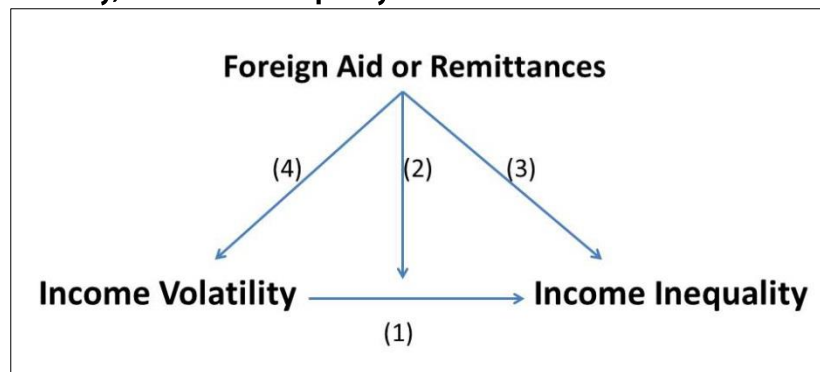 Foreign Aid or Remittances
(4)
(2)
(3)
Income Volatility
Income Inequality
(1)